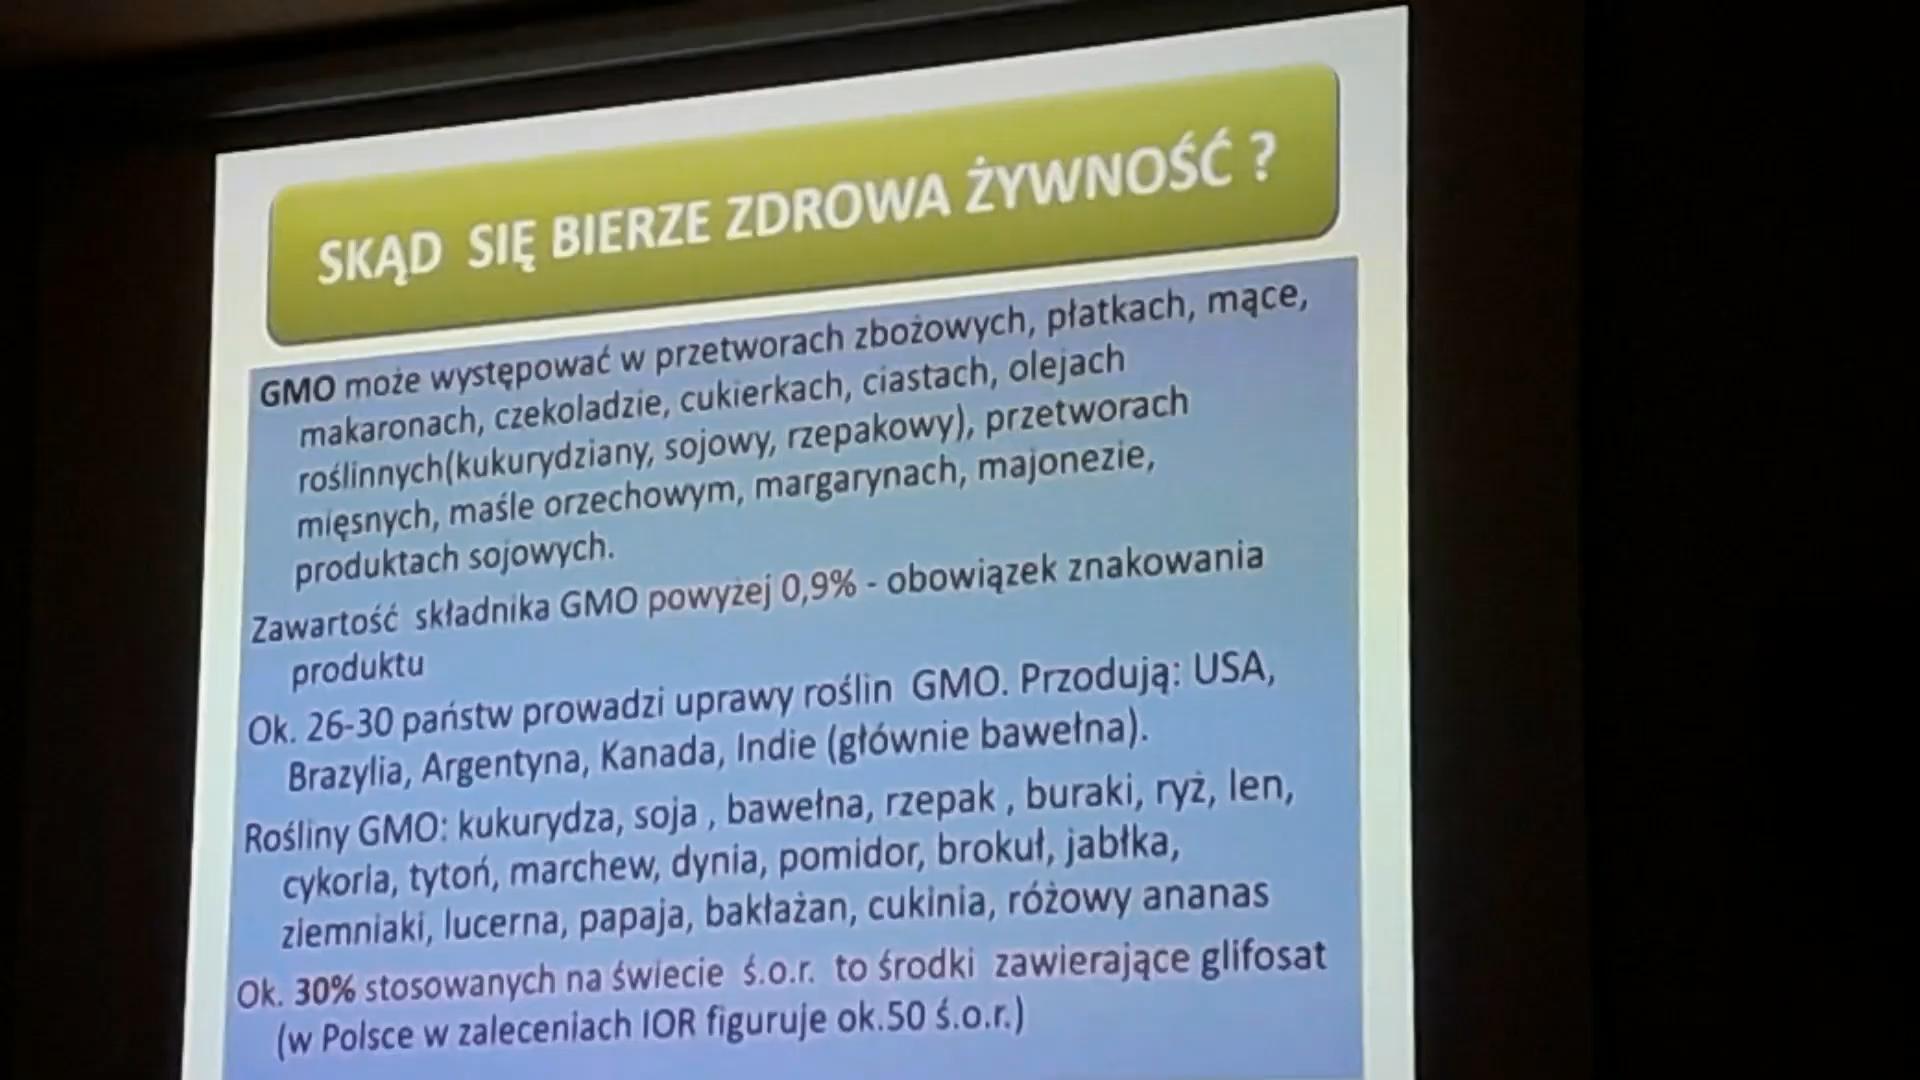 SKĄD SIĘ BIERZE ZDROWA ŻYWNOŚĆ ?
GMO może występować w przetworach zbożowych, płatkach, mące,
makaronach, czekoladzie, cukierkach, ciastach, olejach
roślinnych(kukurydziany, sojowy, rzepakowy), przetworach
mięsnych, maśle orzechowym, margarynach, majonezie,
produktach sojowych.
Zawartość składnika GMO powyżej 0,9% - obowiązek znakowania
produktu
Ok. 26-30 państw prowadzi uprawy roślin GMO. Przodują: USA,
Brazylia, Argentyna, Kanada, Indie (głównie bawełna).
Rośliny GMO: kukurydza, soja , bawełna, rzepak , buraki, ryż, len,
cykoria, tytoń, marchew, dynia, pomidor, brokuł, jabłka,
ziemniaki, lucerna, papaja, bakłażan, cukinia, różowy ananas
Ok. 30% stosowanych na świecie ś.o.r. to środki zawierające glifosat
(w Polsce w zaleceniach IOR figuruje ok.50 ś.o.r.)